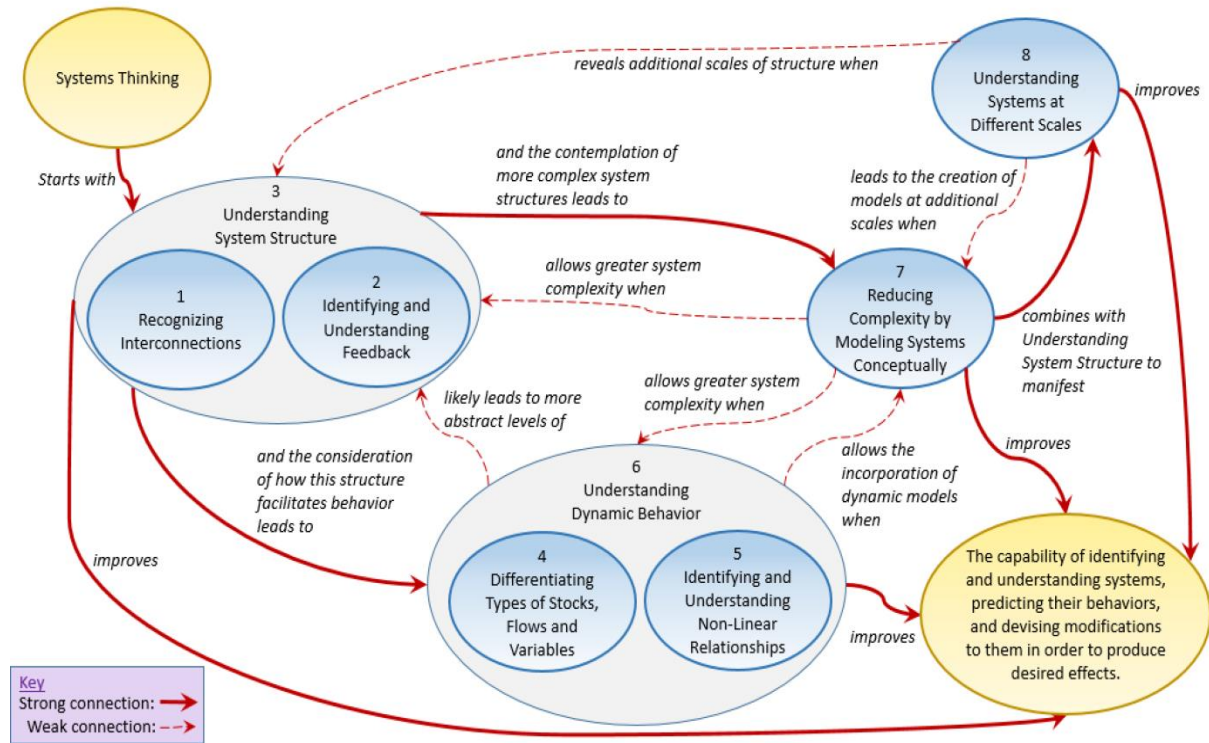 Systems Thinking
Starts with
reveals additional scales of structure when
8
Understanding
Systems at
Different Scales
improves
3
Understanding
System Structure
1
Recognizing
Interconnections
2
Identifying and
Understanding
Feedback
and the contemplation of
more complex system
structures leads to
leads to the creation of
models at additional
scales when
allows greater system
complexity when
7
Reducing
Complexity by
Modeling Systems
Conceptually
combines with
Understanding
System Structure to
manifest
likely leads to more
abstract levels of
allows greater system
complexity when
and the consideration
of how this structure
facilitates behavior
leads to
6
Understanding
Dynamic Behavior
allows the
incorporation of
dynamic models
when
improves
improves
4
Differentiating
Types of Stocks,
Flows and
Variables
5
Identifying and
Understanding
Non-Linear
Relationships
improves
The capability of identifying
and understanding systems,
predicting their behaviors,
and devising modifications
to them in order to produce
desired effects.
Key
Strong connection:
Weak connection: